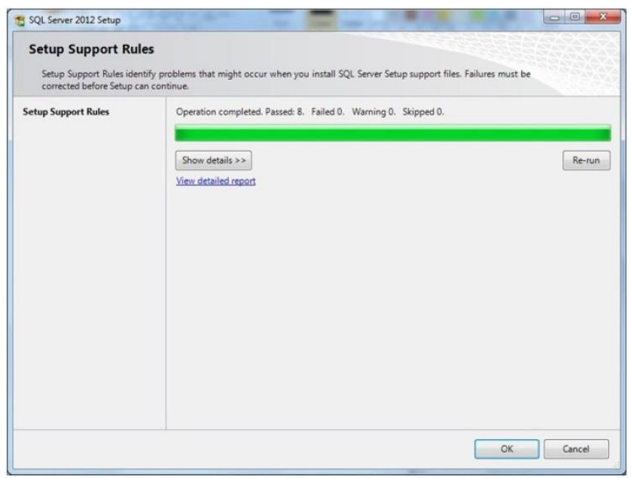 SQL Server 2012 Setup
Setup Support Rules
Setup Support Rules identify problems that might occur when you install SQL Server Setup support files. Failures must be
corrected before Setup can continue.
Setup Support Rules
Operation completed. Passed: 8. Failed 0. Warning 0. Skipped 0.
Show details >>
Re-run
View detailed report
OK
Cancel